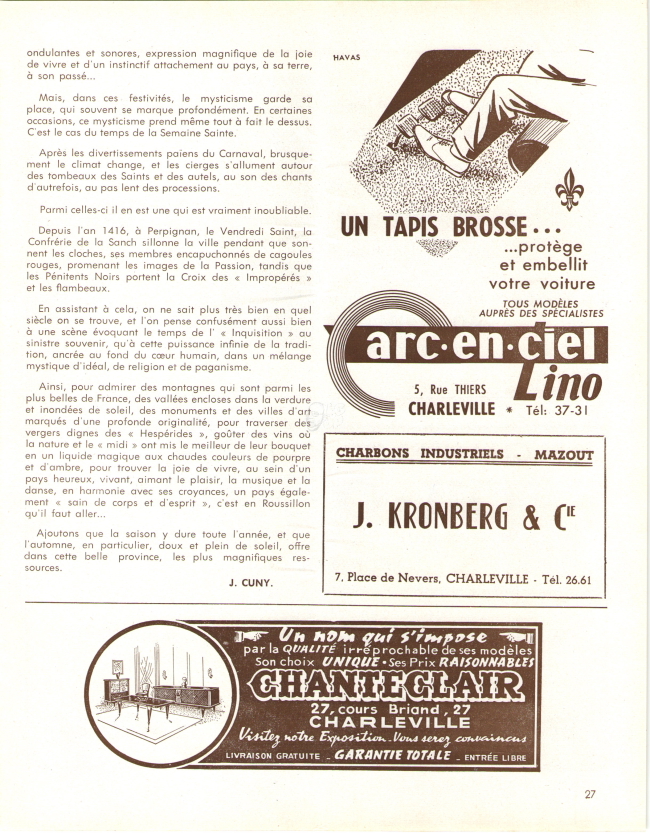 ondulantes et sonores, expression magnifique de la joie
de vivre et d'un instinctif attachement au pays, à sa terre,
à son passé...
Mais, dans ces festivités, le mysticisme garde sa
place, qui souvent se marque profondément. En certaines
occasions, ce mysticisme prend même tout à fait le dessus.
C'est le cas du temps de la Semaine Sainte.
Après les divertissements païens du Carnaval, brusque-
ment le climat change, et les cierges s'allument autour
des tombeaux des Saints et des autels, au son des chants
d'autrefois, au pas lent des processions.
Parmi celles-ci il en est une qui est vraiment inoubliable.
Depuis l'an 1416, à Perpignan, le Vendredi Saint, la
Confrérie de la Sanch sillonne la ville pendant que son-
nent les cloches, ses membres encapuchonnés de cagoules
rouges, promenant les images de la Passion, tandis que
les Pénitents Noirs portent la Croix des « Impropérés »
et les flambeaux.
En assistant à cela, on ne sait plus très bien en quel
siècle on se trouve, et l'on pense confusément aussi bien
à une scène évoquant le temps de l' « Inquisition » au
sinistre souvenir, qu'à cette puissance infinie de la tradi-
tion, ancrée au fond du cœur humain, dans un mélange
mystique d'idéal, de religion et de paganisme.
Ainsi, pour admirer des montagnes qui sont parmi les
plus belles de France, des vallées encloses dans la verdure
et inondées de soleil, des monuments et des villes d'art
marqués d'une profonde originalité, pour traverser des
vergers dignes des « Hespérides », goûter des vins où
la nature et le « midi » ont mis le meilleur de leur bouquet
en un liquide magique aux chaudes couleurs de pourpre
et d'ambre, pour trouver la joie de vivre, au sein d'un
pays heureux, vivant, aimant le plaisir, la musique et la
danse, en harmonie avec ses croyances, un pays égale-
ment « sain de corps et d'esprit », c'est en Roussillon
qu'il faut aller...
Ajoutons que la saison y dure toute l'année, et que
l'automne, en particulier, doux et plein de soleil, offre
dans cette belle province, les plus magnifiques res-
sources.
J. CUNY.
HAVAS
UN TAPIS BROSSE...
...protège
et embellit
votre voiture
TOUS MODÈLES
AUPRÈS DES SPÉCIALISTES
arc-en-ciel
Lino
5, Rue THIERS
CHARLEVILLE * Tél: 37-31
CHARBONS INDUSTRIELS - MAZOUT
J. KRONBERG & CIE
7, Place de Nevers, CHARLEVILLE - Tél. 26.61
Un nom qui s'impose
par la QUALITÉ irréprochable de ses modèles
Son choix UNIQUE • Ses Prix RAISONNABLES
CHANTECLAIR
27, cours Briand, 27
CHARLEVILLE
Visitez notre Exposition. Vous serez convaincus
LIVRAISON GRATUITE - GARANTIE TOTALE - ENTRÉE LIBRE
27